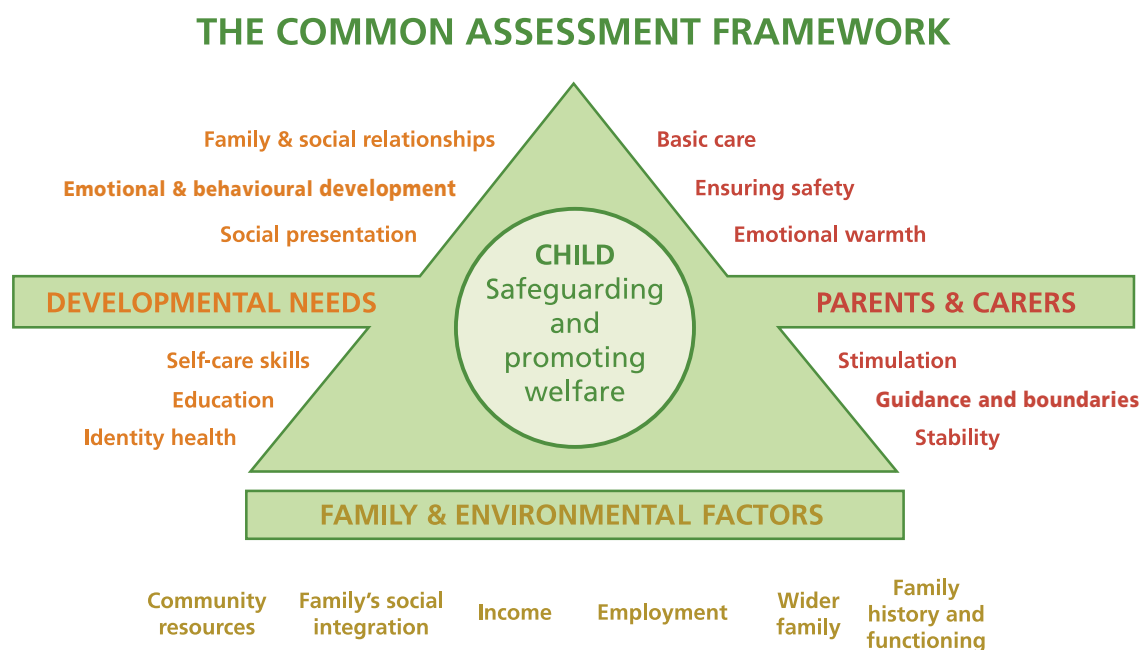 THE COMMON ASSESSMENT FRAMEWORK
Family & social relationships
Emotional & behavioural development
Social presentation
DEVELOPMENTAL NEEDS
Self-care skills
Education
Identity health
Basic care
Ensuring safety
Emotional warmth
PARENTS & CARERS
Stimulation
Guidance and boundaries
Stability
CHILD
Safeguarding
and
promoting
welfare
FAMILY & ENVIRONMENTAL FACTORS
Community
resources
Family’s social
integration
Income
Employment
Wider
family
Family
history and
functioning